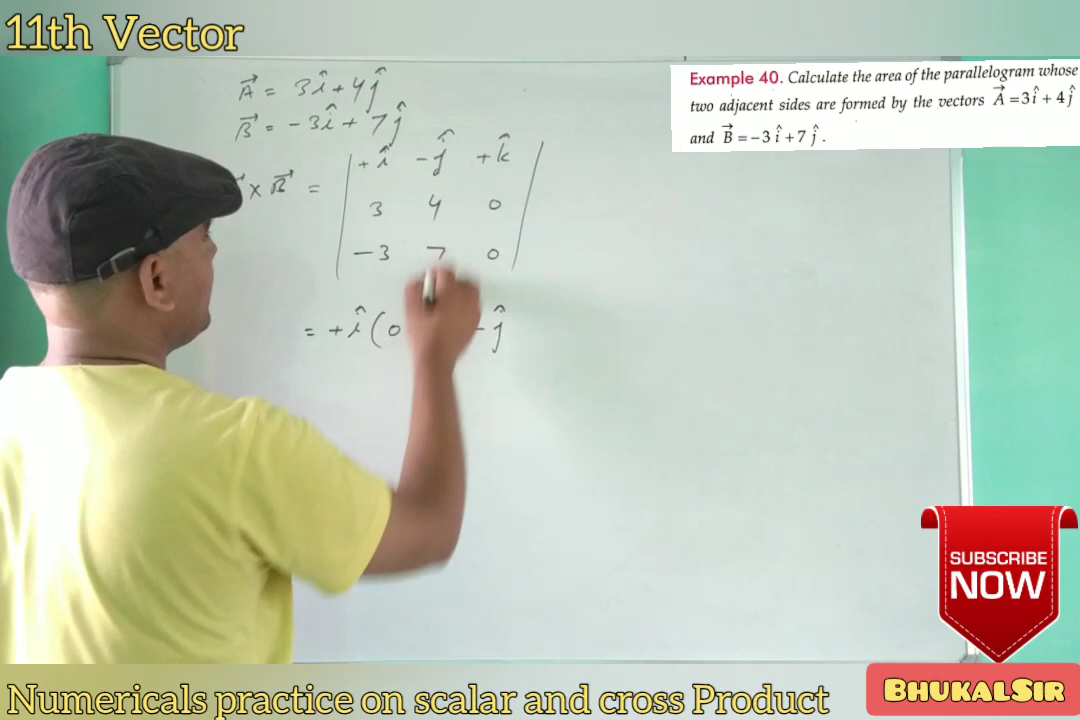 11th Vector
A⃗ = 3î + 4ĵ
B⃗ = -3î + 7ĵ
× B⃗ =
+î -ĵ +k̂
3 4 0
-3 7 0
= +î (0 -ĵ
Example 40. Calculate the area of the parallelogram whose
two adjacent sides are formed by the vectors A⃗ =3î + 4ĵ
and B⃗ =-3î+7ĵ.
SUBSCRIBE
NOW
Numericals practice on scalar and cross Product
BHUKALSIR